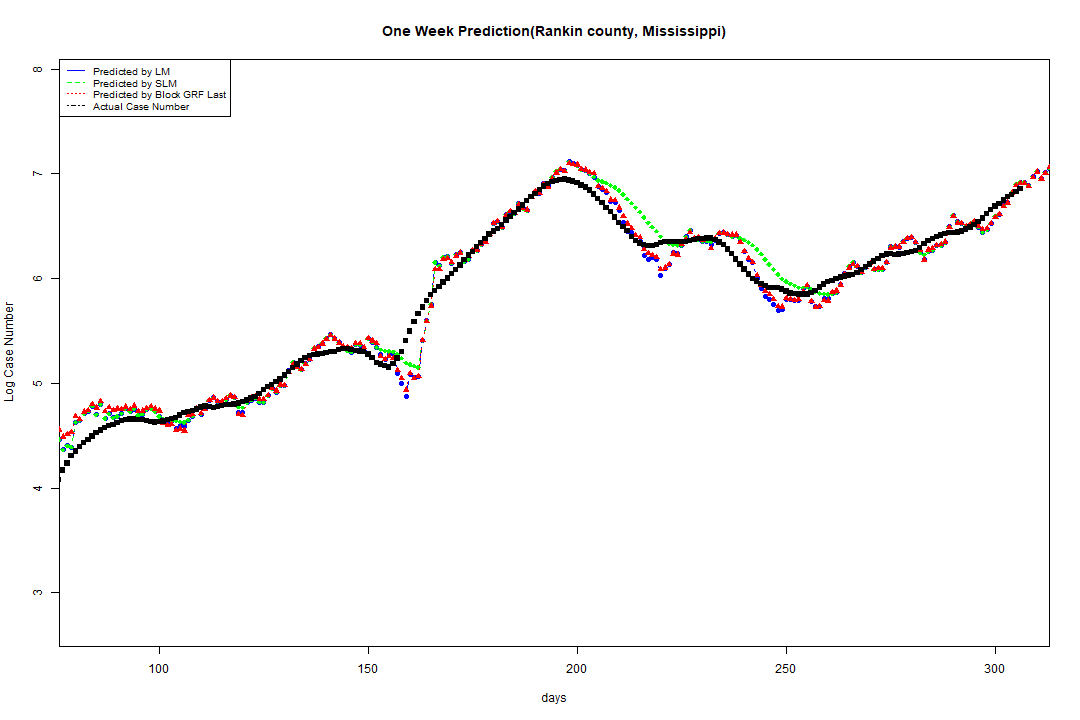 One Week Prediction(Rankin county, Mississippi)
Predicted by LM
Predicted by SLM
Predicted by Block GRF Last
Actual Case Number
8
7
6
5
4
3
Log Case Number
100 150 200 250 300
days